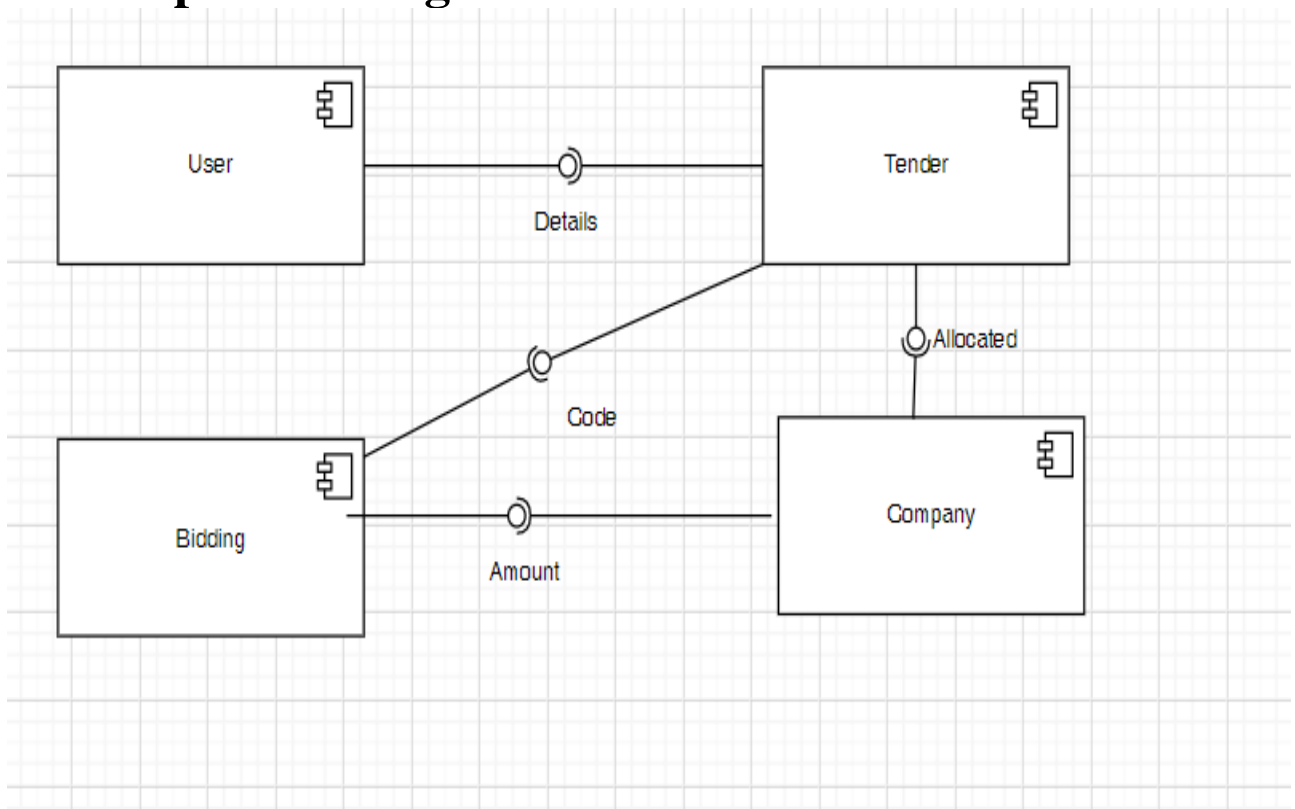 User
Tender
Details
Allocated
Code
Company
Bidding
Amount